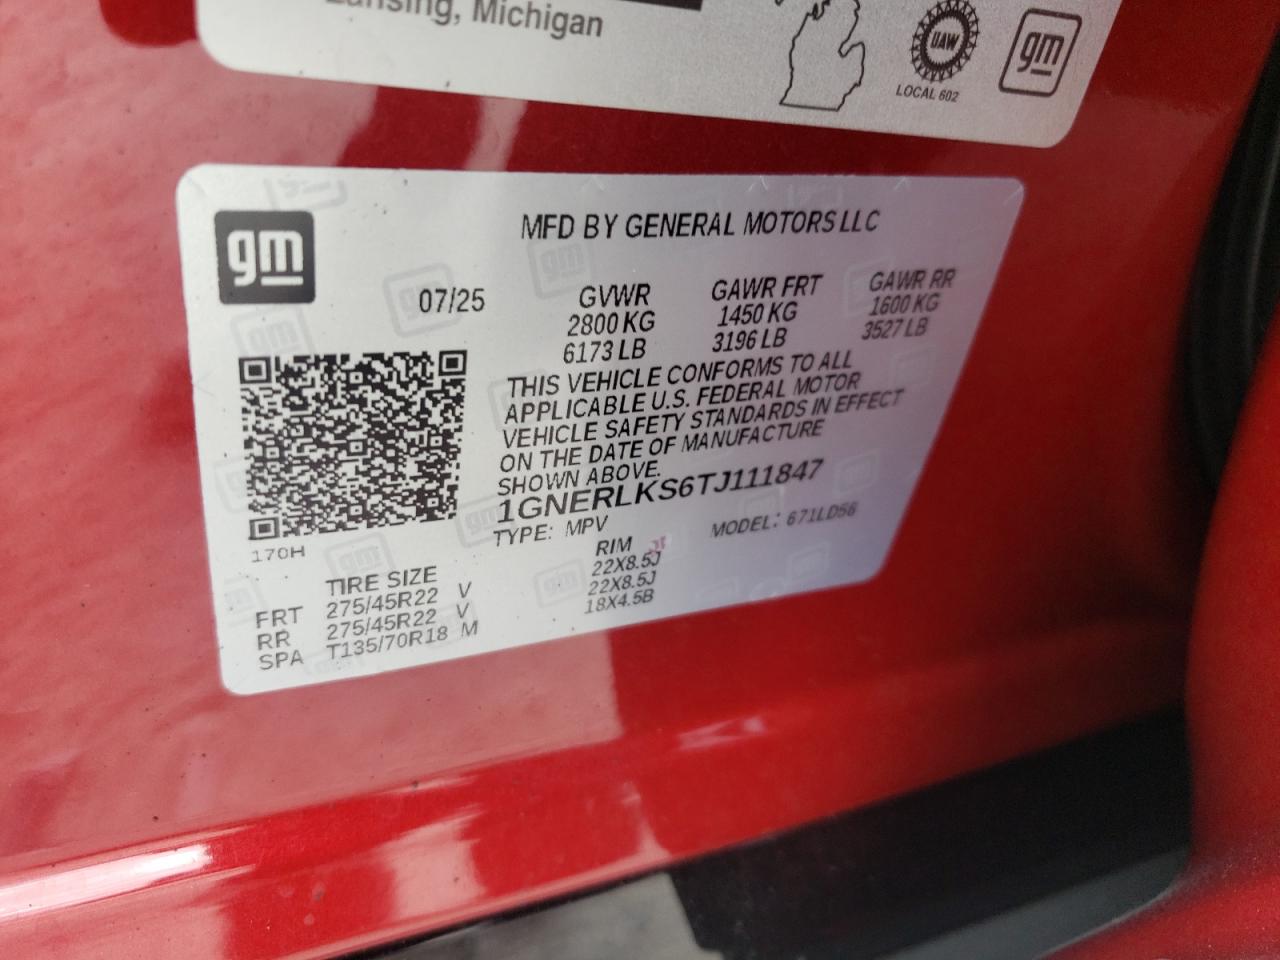 Lansing, Michigan
UAW
LOCAL 602
gm
gm
MFD BY GENERAL MOTORS LLC
07/25
GVWR
2800 KG
6173 LB
GAWR FRT
1450 KG
3196 LB
GAWR RR
1600 KG
3527 LB
THIS VEHICLE CONFORMS TO ALL
APPLICABLE U.S. FEDERAL MOTOR
VEHICLE SAFETY STANDARDS IN EFFECT
ON THE DATE OF MANUFACTURE
SHOWN ABOVE.
1GNERLKS6TJ111847
TYPE: MPV
MODEL: 671LD56
170H
TIRE SIZE
RIM
FRT 275/45R22 V 22X8.5J
RR 275/45R22 V 22X8.5J
SPA T135/70R18 M 18X4.5B